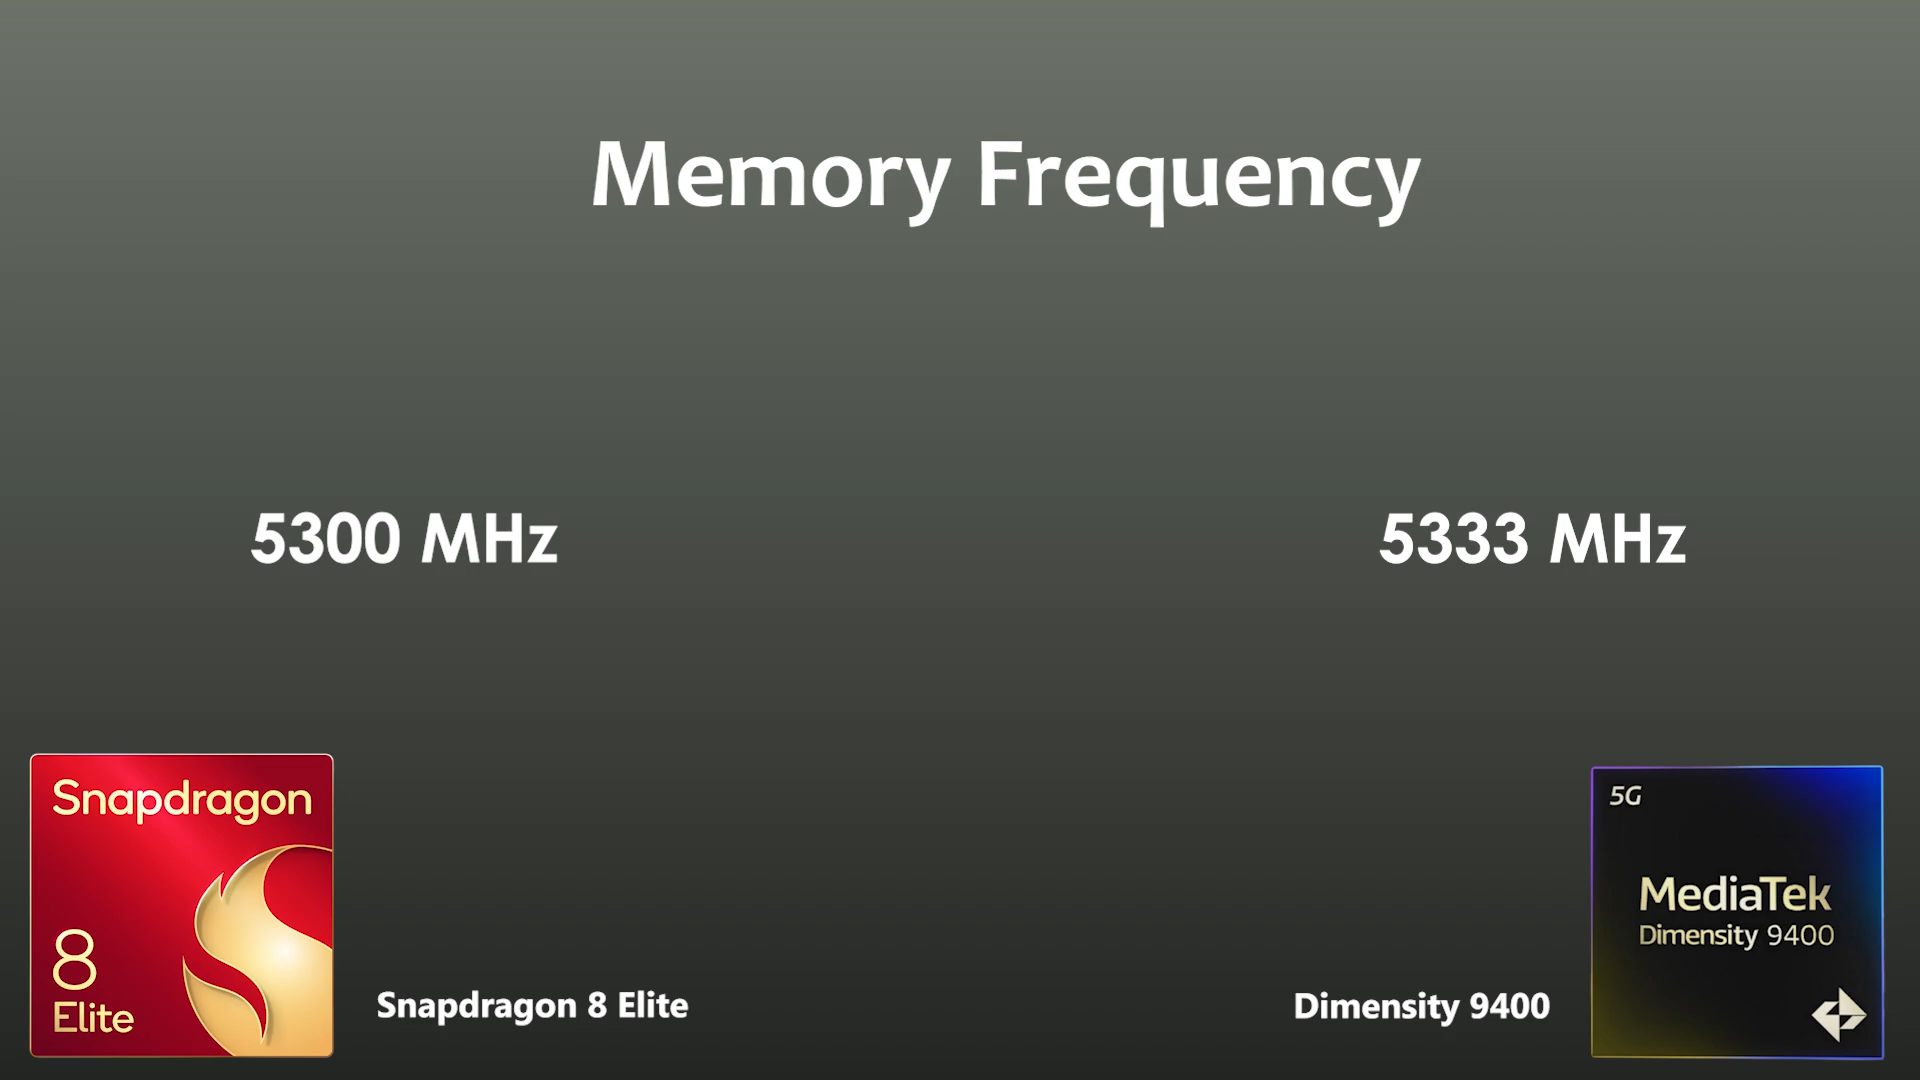 Memory Frequency
5300 MHz
5333 MHz
Snapdragon
8
Elite
Snapdragon 8 Elite
Dimensity 9400
5G
MediaTek
Dimensity 9400